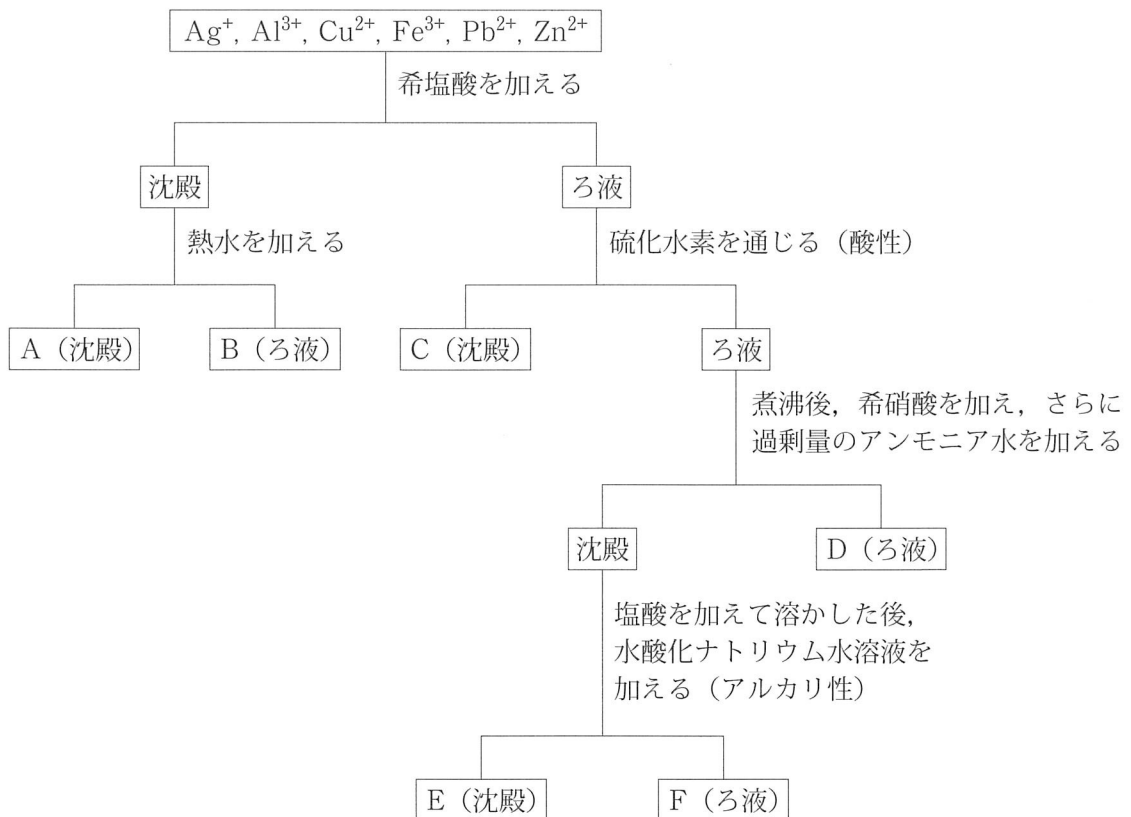 Ag⁺, Al³⁺, Cu²⁺, Fe³⁺, Pb²⁺, Zn²⁺
希塩酸を加える
沈殿
ろ液
熱水を加える
硫化水素を通じる（酸性）
A（沈殿）
B（ろ液）
C（沈殿）
ろ液
煮沸後，希硝酸を加え，さらに
過剰量のアンモニア水を加える
沈殿
D（ろ液）
塩酸を加えて溶かした後，
水酸化ナトリウム水溶液を
加える（アルカリ性）
E（沈殿）
F（ろ液）